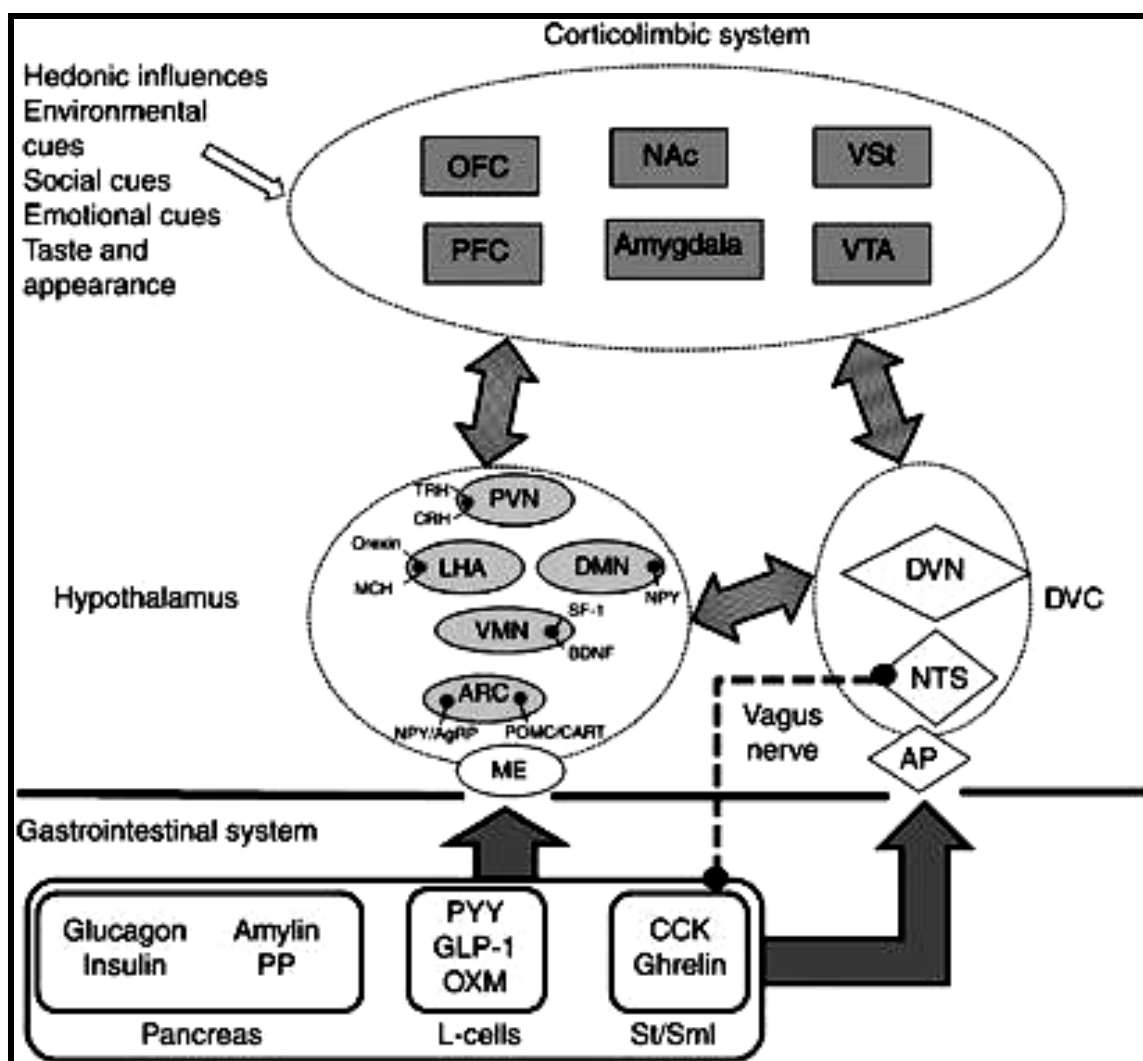 Corticolimbic system
Hedonic influences
Environmental
cues
Social cues
Emotional cues
Taste and
appearance
OFC
NAc
VSt
PFC
Amygdala
VTA
Hypothalamus
TRH
CRH
PVN
Orexin
MCH
LHA
DMN
NPY
VMN
SF-1
BDNF
ARC
NPY/AgRP
POMC/CART
ME
DVN
DVC
NTS
AP
Vagus
nerve
Gastrointestinal system
Glucagon Amylin
Insulin PP
Pancreas
PYY
GLP-1
OXM
L-cells
CCK
Ghrelin
St/SmI